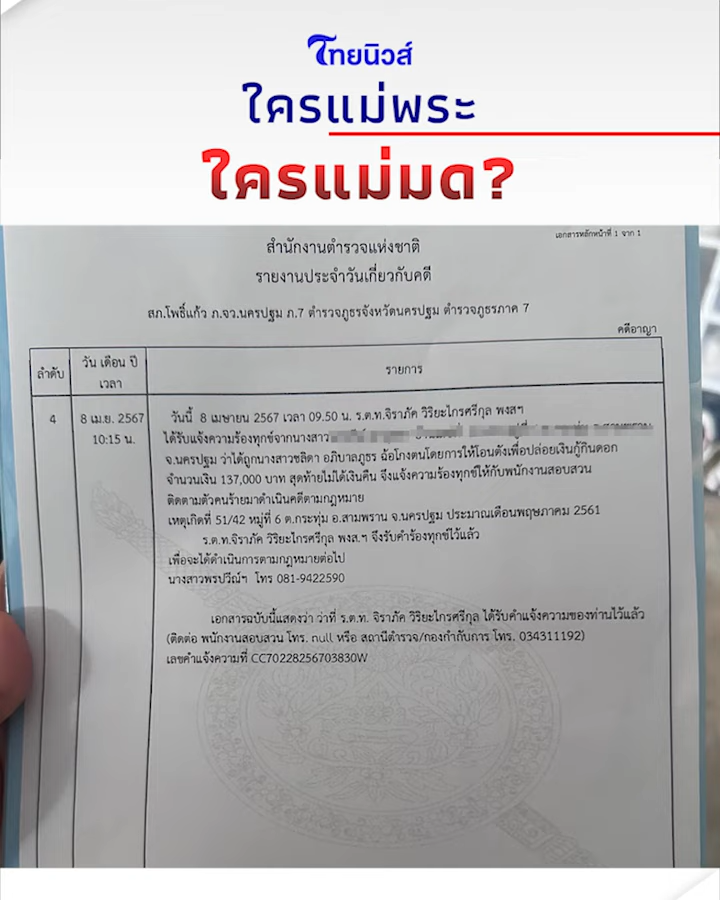 ไทยนิวส์
ใครแม่พระ
ใครแม่มด?
เอกสารหลักหน้าที่ 1 จาก 1
สำนักงานตำรวจแห่งชาติ
รายงานประจำวันเกี่ยวกับคดี
สภ.โพธิ์แก้ว ภ.จว.นครปฐม ภ.7 ตำรวจภูธรจังหวัดนครปฐม ตำรวจภูธรภาค 7
คดีอาญา
ลำดับ วัน เดือน ปี เวลา รายการ
4 8 เม.ย. 2567 วันนี้ 8 เมษายน 2567 เวลา 09.50 น. ร.ต.ท.จิราภัค วิริยะไกรศรีกุล พงสฯ
10:15 น. ได้รับแจ้งความร้องทุกข์จากนางสาว
จ.นครปฐม ว่าได้ถูกนางสาวชลิดา อภิบาลภูธร ฉ้อโกงตนโดยการให้โอนตังเพื่อปล่อยเงินกู้กินดอก
จำนวนเงิน 137,000 บาท สุดท้ายไม่ได้เงินคืน จึงแจ้งความร้องทุกข์ให้กับพนักงานสอบสวน
ติดตามตัวคนร้ายมาดำเนินคดีตามกฎหมาย
เหตุเกิดที่ 51/42 หมู่ที่ 6 ต.กระทุ่ม อ.สามพราน จ.นครปฐม ประมาณเดือนพฤษภาคม 2561
ร.ต.ท.จิราภัค วิริยะไกรศรีกุล พงส.ฯ จึงรับคำร้องทุกข์ไว้แล้ว
เพื่อจะได้ดำเนินการตามกฎหมายต่อไป
นางสาวพรปวีณ์ฯ โทร 081-9422590
เอกสารฉบับนี้แสดงว่า ว่าที่ ร.ต.ท. จิราภัค วิริยะไกรศรีกุล ได้รับคำแจ้งความของท่านไว้แล้ว
(ติดต่อ พนักงานสอบสวน โทร. null หรือ สถานีตำรวจ/กองกำกับการ โทร. 034311192)
เลขคำแจ้งความที่ CC70228256703830W